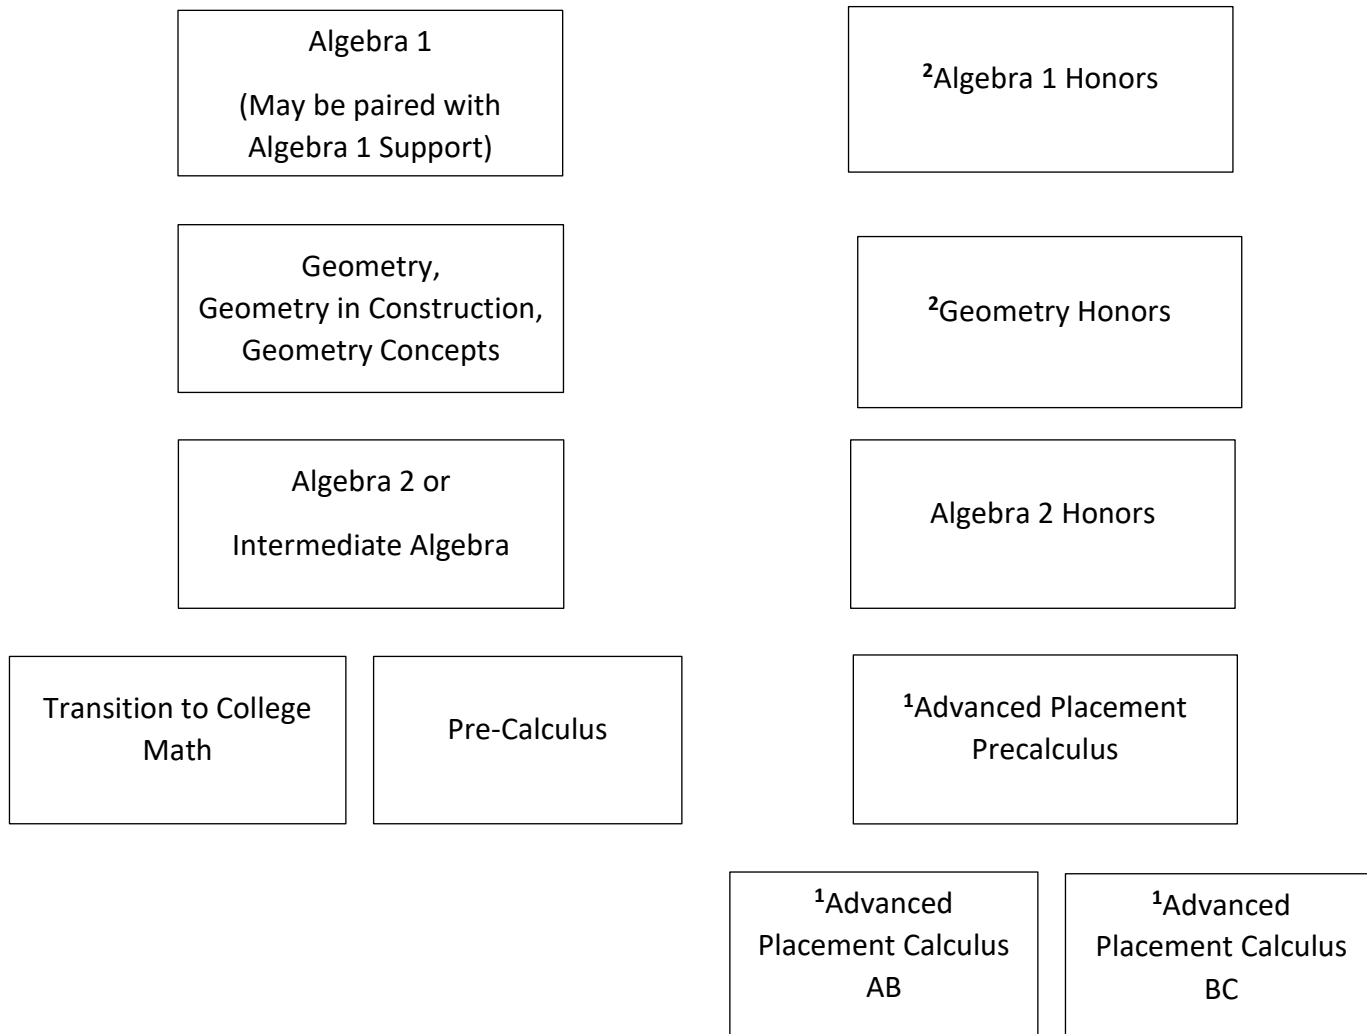 Algebra 1
(May be paired with
Algebra 1 Support)
²Algebra 1 Honors
Geometry,
Geometry in Construction,
Geometry Concepts
²Geometry Honors
Algebra 2 or
Intermediate Algebra
Algebra 2 Honors
Transition to College
Math
Pre-Calculus
¹Advanced Placement
Precalculus
¹Advanced
Placement Calculus
AB
¹Advanced
Placement Calculus
BC